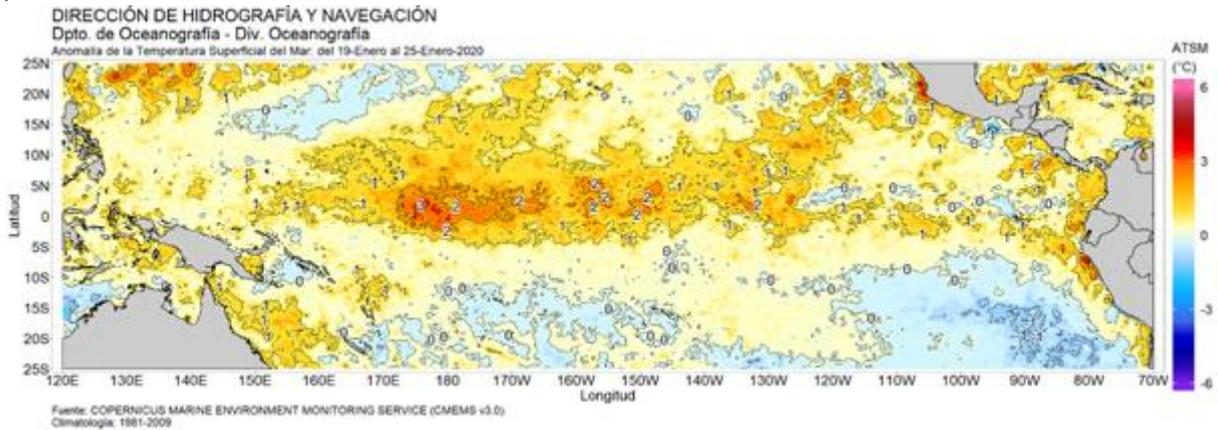 DIRECCIÓN DE HIDROGRAFÍA Y NAVEGACIÓN
Dpto. de Oceanografía - Div. Oceanografía
Anomalía de la Temperatura Superficial del Mar: del 19-Enero al 25-Enero-2020
ATSM
(°C)
25N
20N
15N
10N
5N
0
5S
10S
15S
20S
25S
Latitud
6
3
0
-3
-6
120E 130E 140E 150E 160E 170E 180 170W 160W 150W 140W 130W 120W 110W 100W 90W 80W 70W
Longitud
Fuente: COPERNICUS MARINE ENVIRONMENT MONITORING SERVICE (CMEMS v3.0)
Climatología: 1981-2009